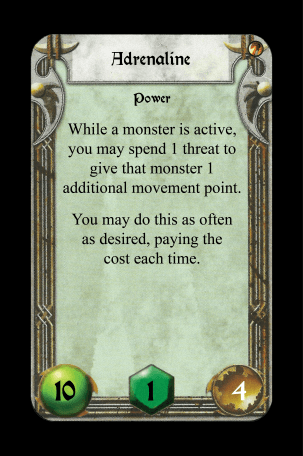 Adrenaline
Power
While a monster is active,
you may spend 1 threat to
give that monster 1
additional movement point.
You may do this as often
as desired, paying the
cost each time.
10
1
4